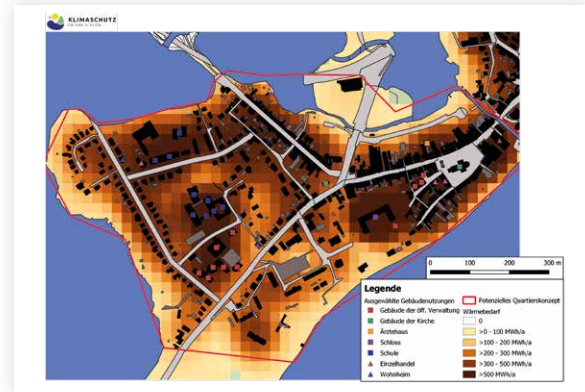 KLIMASCHUTZ
0 100 200 300 m
Legende
Ausgewählte Gebäudenutzungen
Gebäude der öff. Verwaltung
Gebäude der Kirche
Ärztehaus
Schloss
Schule
Einzelhandel
Wohnheim
Potenzielles Quartierskonzept
Wärmebedarf
0
>0 - 100 MWh/a
>100 - 200 MWh/a
>200 - 300 MWh/a
>300 - 500 MWh/a
>500 MWh/a